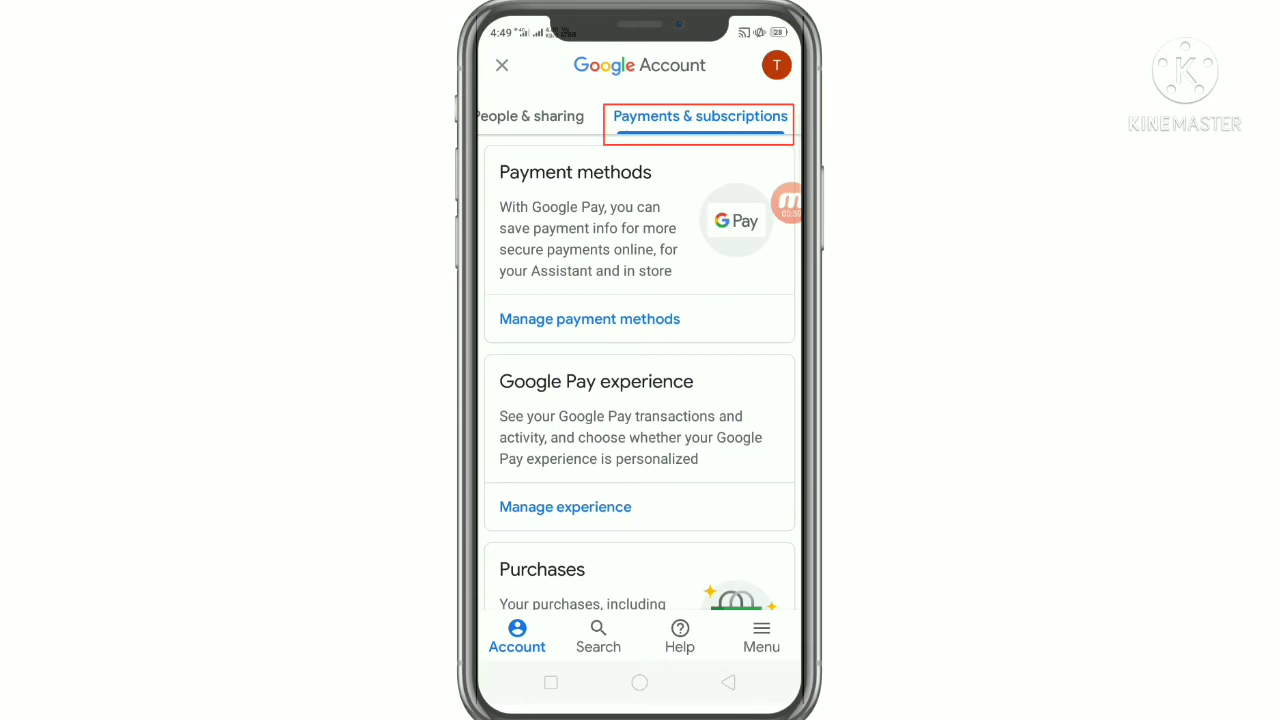 4:49
28
Google Account
T
People & sharing
Payments & subscriptions
Payment methods
With Google Pay, you can
save payment info for more
secure payments online, for
your Assistant and in store
G Pay
Manage payment methods
Google Pay experience
See your Google Pay transactions and
activity, and choose whether your Google
Pay experience is personalized
Manage experience
Purchases
Your purchases, including
Account
Search
Help
Menu
K
KINEMASTER